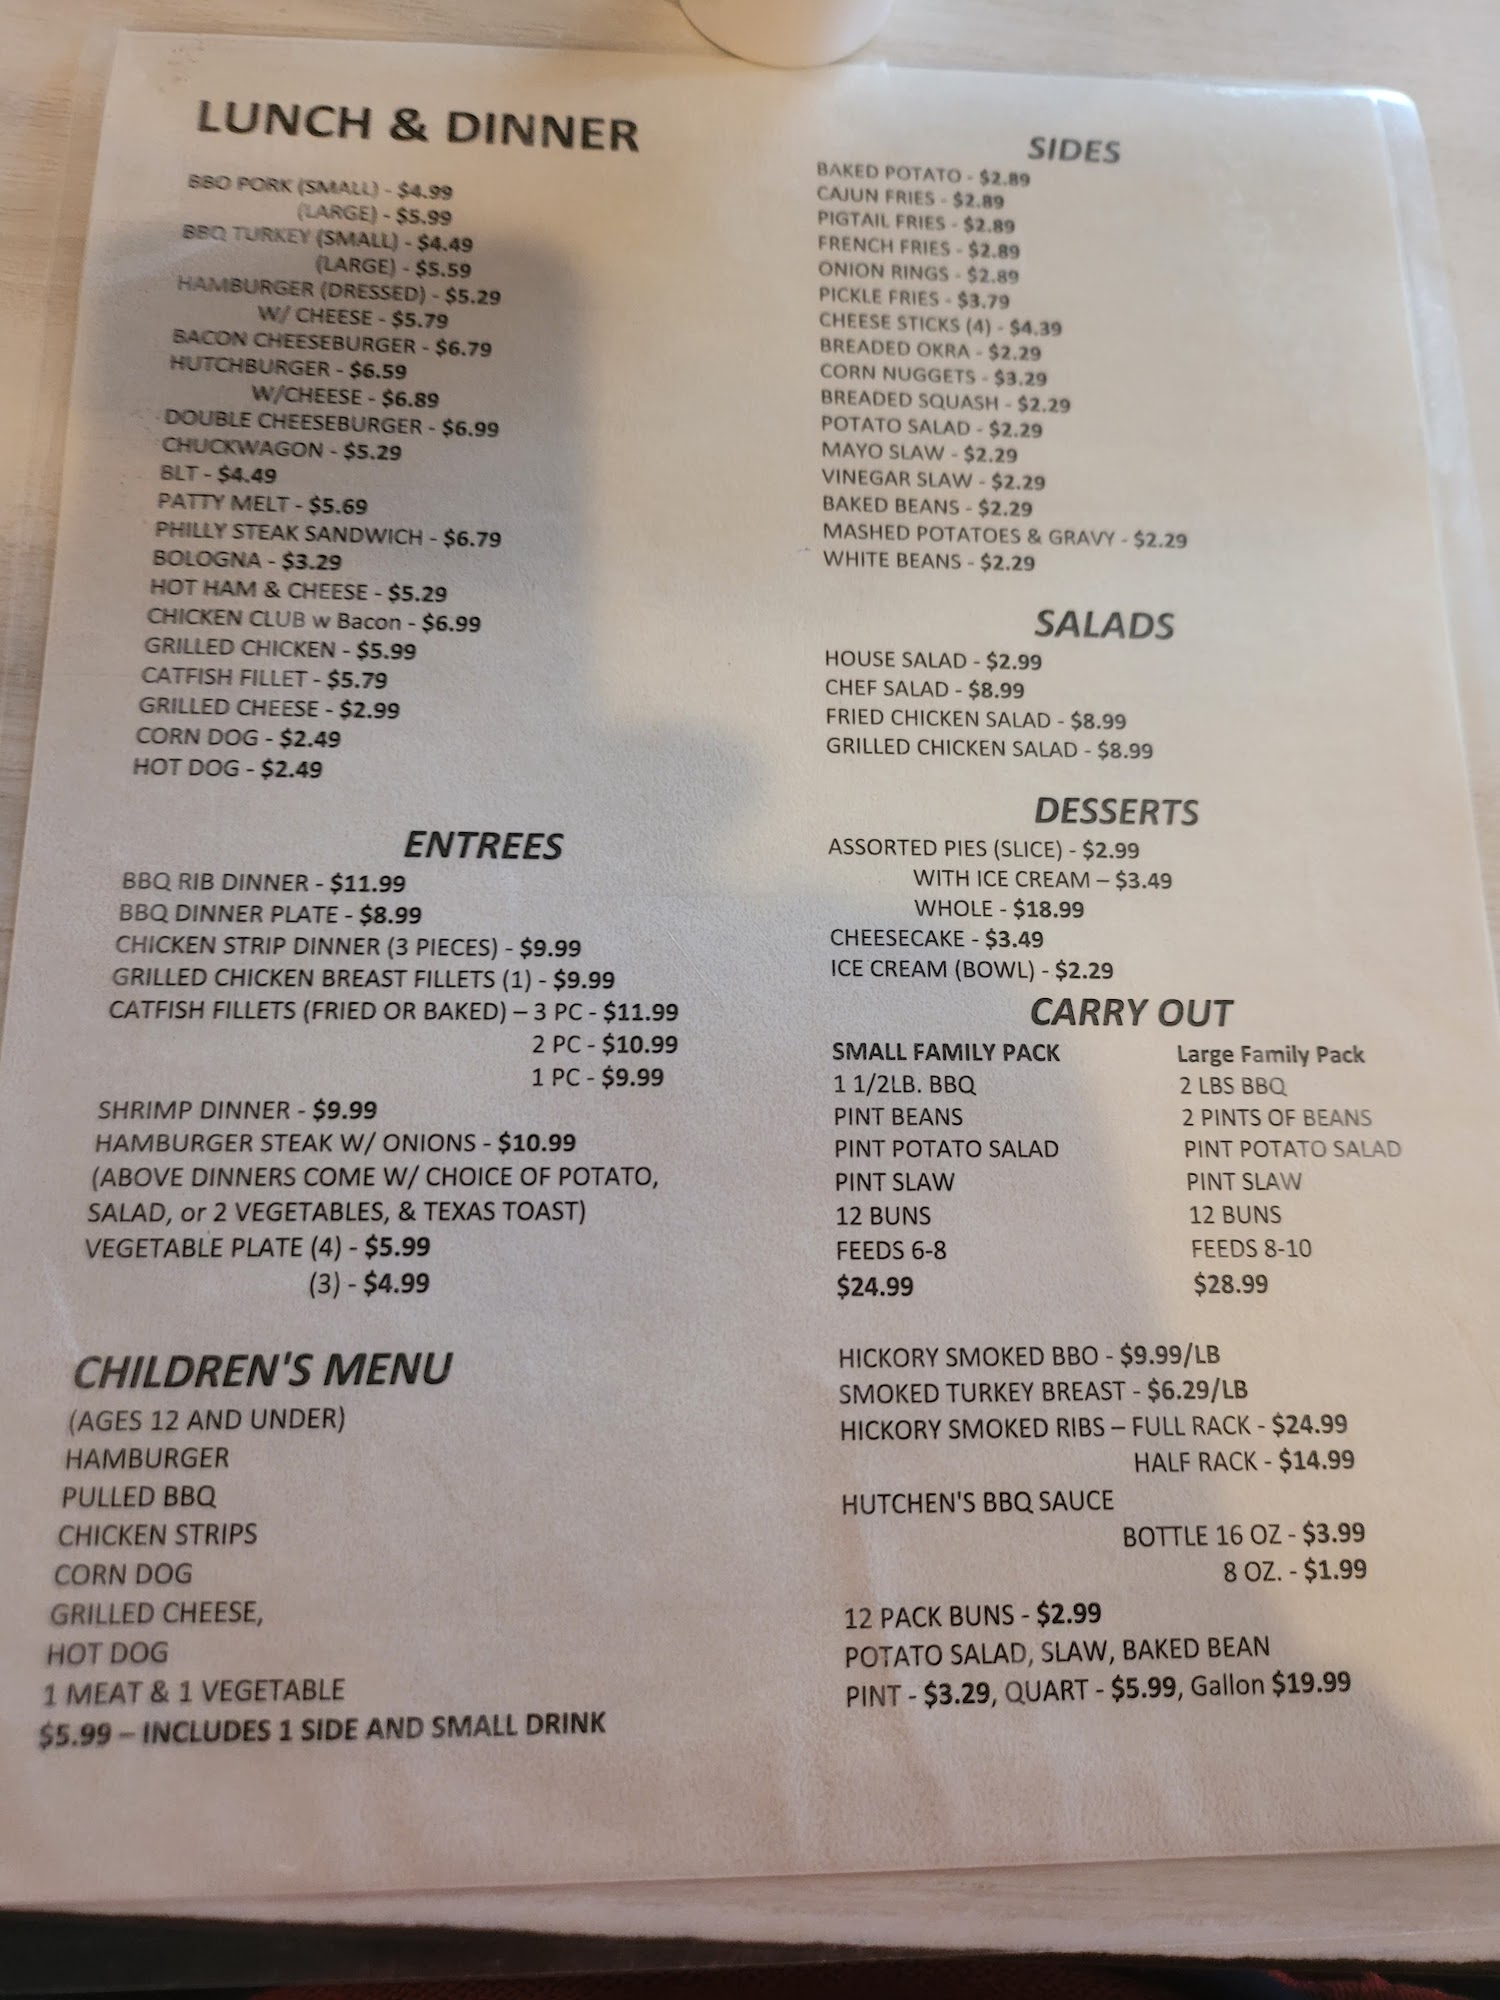 LUNCH & DINNER
BBQ PORK (SMALL) - $4.99
(LARGE) - $5.99
BBQ TURKEY (SMALL) - $4.49
(LARGE) - $5.59
HAMBURGER (DRESSED) - $5.29
W/ CHEESE - $5.79
BACON CHEESEBURGER - $6.79
HUTCHBURGER - $6.59
W/CHEESE - $6.89
DOUBLE CHEESEBURGER - $6.99
CHUCKWAGON - $5.29
BLT - $4.49
PATTY MELT - $5.69
PHILLY STEAK SANDWICH - $6.79
BOLOGNA - $3.29
HOT HAM & CHEESE - $5.29
CHICKEN CLUB w Bacon - $6.99
GRILLED CHICKEN - $5.99
CATFISH FILLET - $5.79
GRILLED CHEESE - $2.99
CORN DOG - $2.49
HOT DOG - $2.49
ENTREES
BBQ RIB DINNER - $11.99
BBQ DINNER PLATE - $8.99
CHICKEN STRIP DINNER (3 PIECES) - $9.99
GRILLED CHICKEN BREAST FILLETS (1) - $9.99
CATFISH FILLETS (FRIED OR BAKED) – 3 PC - $11.99
2 PC - $10.99
1 PC - $9.99
SHRIMP DINNER - $9.99
HAMBURGER STEAK W/ ONIONS - $10.99
(ABOVE DINNERS COME W/ CHOICE OF POTATO,
SALAD, or 2 VEGETABLES, & TEXAS TOAST)
VEGETABLE PLATE (4) - $5.99
(3) - $4.99
CHILDREN'S MENU
(AGES 12 AND UNDER)
HAMBURGER
PULLED BBQ
CHICKEN STRIPS
CORN DOG
GRILLED CHEESE,
HOT DOG
1 MEAT & 1 VEGETABLE
$5.99 – INCLUDES 1 SIDE AND SMALL DRINK
SIDES
BAKED POTATO - $2.89
CAJUN FRIES - $2.89
PIGTAIL FRIES - $2.89
FRENCH FRIES - $2.89
ONION RINGS - $2.89
PICKLE FRIES - $3.79
CHEESE STICKS (4) - $4.39
BREADED OKRA - $2.29
CORN NUGGETS - $3.29
BREADED SQUASH - $2.29
POTATO SALAD - $2.29
MAYO SLAW - $2.29
VINEGAR SLAW - $2.29
BAKED BEANS - $2.29
MASHED POTATOES & GRAVY - $2.29
WHITE BEANS - $2.29
SALADS
HOUSE SALAD - $2.99
CHEF SALAD - $8.99
FRIED CHICKEN SALAD - $8.99
GRILLED CHICKEN SALAD - $8.99
DESSERTS
ASSORTED PIES (SLICE) - $2.99
WITH ICE CREAM – $3.49
WHOLE - $18.99
CHEESECAKE - $3.49
ICE CREAM (BOWL) - $2.29
CARRY OUT
SMALL FAMILY PACK
1 1/2LB. BBQ
PINT BEANS
PINT POTATO SALAD
PINT SLAW
12 BUNS
FEEDS 6-8
$24.99
Large Family Pack
2 LBS BBQ
2 PINTS OF BEANS
PINT POTATO SALAD
PINT SLAW
12 BUNS
FEEDS 8-10
$28.99
HICKORY SMOKED BBQ - $9.99/LB
SMOKED TURKEY BREAST - $6.29/LB
HICKORY SMOKED RIBS – FULL RACK - $24.99
HALF RACK - $14.99
HUTCHEN'S BBQ SAUCE
BOTTLE 16 OZ - $3.99
8 OZ. - $1.99
12 PACK BUNS - $2.99
POTATO SALAD, SLAW, BAKED BEAN
PINT - $3.29, QUART - $5.99, Gallon $19.99